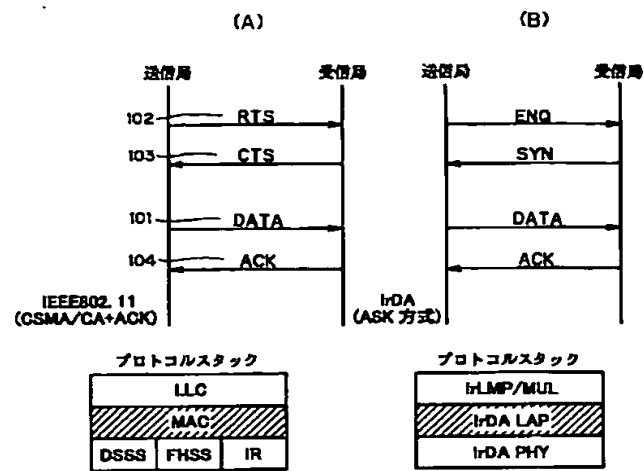 (A)
送信局 受信局
102 RTS
103 CTS
101 DATA
104 ACK
IEEE802.11
(CSMA/CA+ACK)
プロトコルスタック
LLC
MAC
DSSS FHSS IR
(B)
送信局 受信局
ENQ
SYN
DATA
ACK
IrDA
(ASK 方式)
プロトコルスタック
IrLMP/MUL
IrDA LAP
IrDA PHY